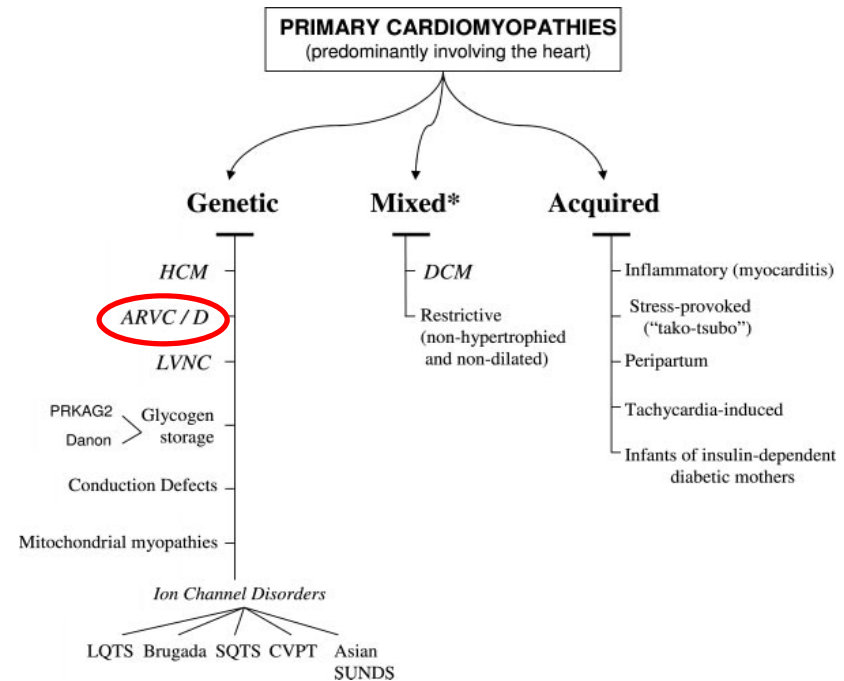 PRIMARY CARDIOMYOPATHIES
(predominantly involving the heart)
Genetic
Mixed*
Acquired
HCM
ARVC / D
LVNC
PRKAG2
Danon
Glycogen
storage
Conduction Defects
Mitochondrial myopathies
Ion Channel Disorders
LQTS
Brugada
SQTS
CVPT
Asian
SUNDS
DCM
Restrictive
(non-hypertrophied
and non-dilated)
Inflammatory (myocarditis)
Stress-provoked
(“tako-tsubo”)
Peripartum
Tachycardia-induced
Infants of insulin-dependent
diabetic mothers